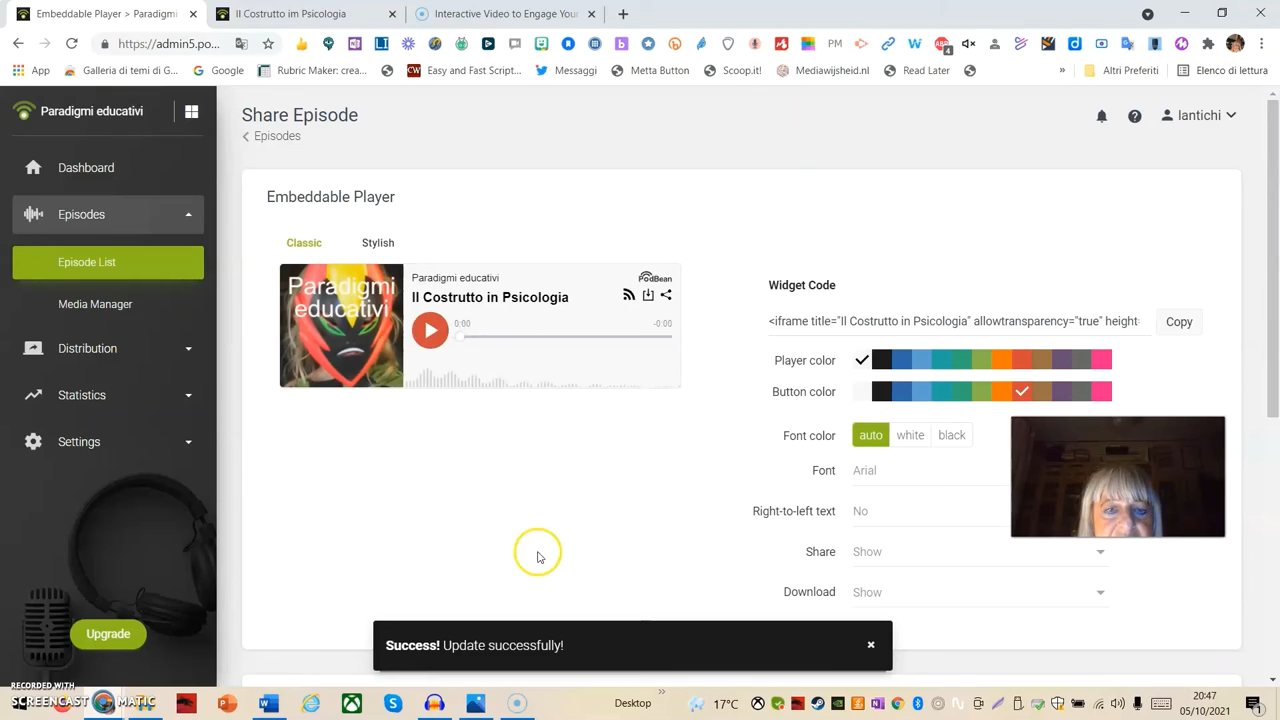 Embeddable Player > Paradigmi
Il Costrutto im Psicologia
Interactive Video to Engage Your
https://admin5.po...
PM
4
App
Galleria di temi di G...
Google
Rubric Maker: crea...
Easy and Fast Script...
Messaggi
Metta Button
Scoop.it!
Mediawijsheid.nl
Read Later
»
Altri Preferiti
Elenco di lettura
Paradigmi educativi
Share Episode
Episodes
lantichi
Dashboard
Episodes
Episode List
Media Manager
Distribution
Statistics
Settings
Upgrade
Embeddable Player
Classic
Stylish
Paradigmi
educativi
Paradigmi educativi
PodBean
Il Costrutto in Psicologia
0:00
-0:00
Widget Code
<iframe title="Il Costrutto in Psicologia" allowtransparency="true" height:
Copy
Player color
Button color
Font color
auto
white
black
Font
Arial
Right-to-left text
No
Share
Show
Download
Show
Success! Update successfully!
RECORDED WITH
SCREENCAST MATIC
Desktop
17°C
20:47
05/10/2021
1